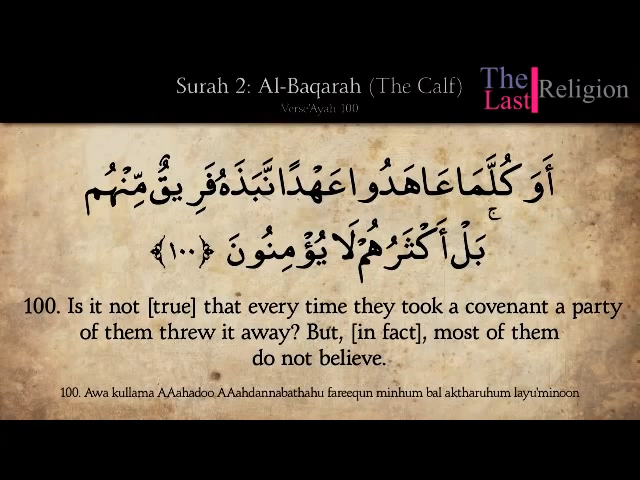 Surah 2: Al-Baqarah (The Calf)
Verse'Ayah 100
The
Last
Religion
أَوَكُلَّمَا عَاهَدُوا عَهْدًا نَّبَذَهُ فَرِيقٌ مِّنْهُم
بَلْ أَكْثَرُهُمْ لَا يُؤْمِنُونَ ﴿١٠٠﴾
100. Is it not [true] that every time they took a covenant a party
of them threw it away? But, [in fact], most of them
do not believe.
100. Awa kullama AAahadoo AAahdannabathahu fareequn minhum bal aktharuhum layu'minoon